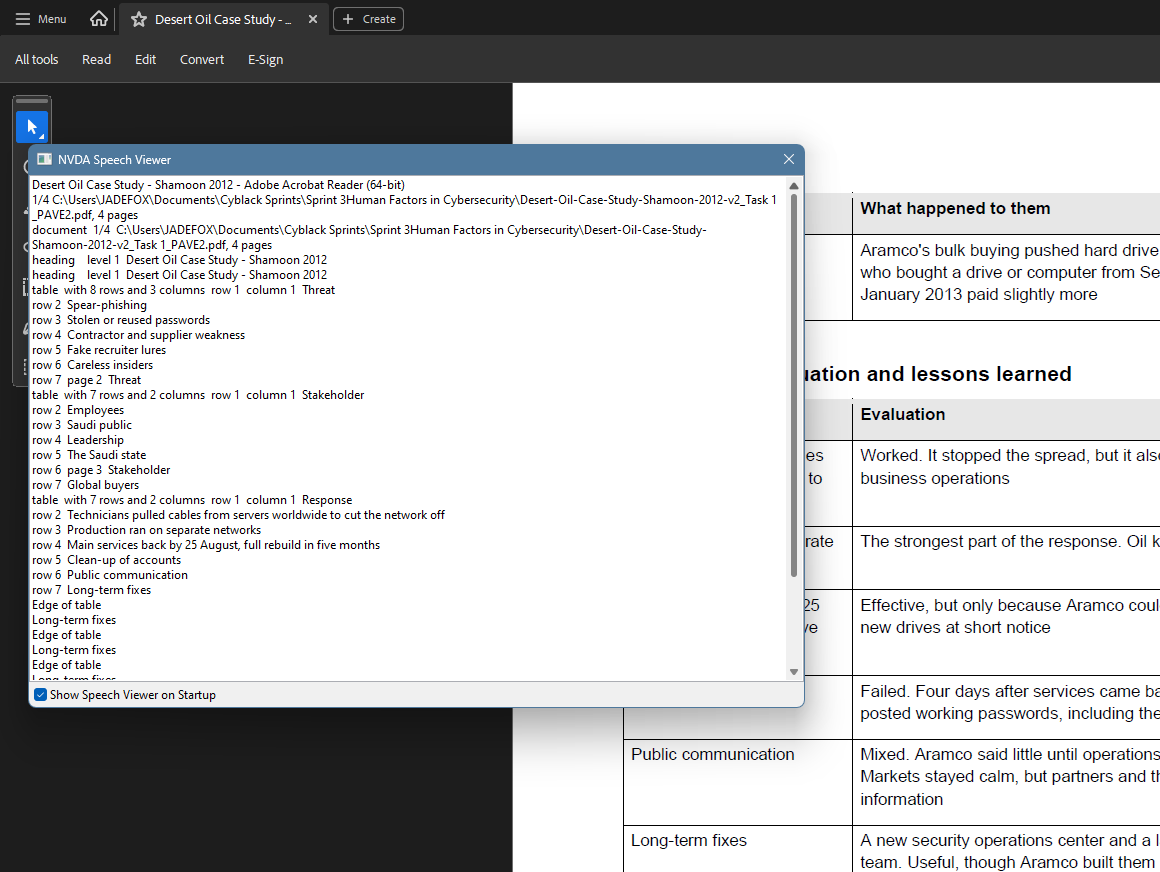 Menu
Desert Oil Case Study - ...
Create
All tools Read Edit Convert E-Sign
NVDA Speech Viewer
Desert Oil Case Study - Shamoon 2012 - Adobe Acrobat Reader (64-bit)
1/4 C:\Users\JADEFOX\Documents\Cyblack Sprints\Sprint 3Human Factors in Cybersecurity\Desert-Oil-Case-Study-Shamoon-2012-v2_Task 1
_PAVE2.pdf, 4 pages
document 1/4 C:\Users\JADEFOX\Documents\Cyblack Sprints\Sprint 3Human Factors in Cybersecurity\Desert-Oil-Case-Study-
Shamoon-2012-v2_Task 1_PAVE2.pdf, 4 pages
heading level 1 Desert Oil Case Study - Shamoon 2012
heading level 1 Desert Oil Case Study - Shamoon 2012
table with 8 rows and 3 columns row 1 column 1 Threat
row 2 Spear-phishing
row 3 Stolen or reused passwords
row 4 Contractor and supplier weakness
row 5 Fake recruiter lures
row 6 Careless insiders
row 7 page 2 Threat
table with 7 rows and 2 columns row 1 column 1 Stakeholder
row 2 Employees
row 3 Saudi public
row 4 Leadership
row 5 The Saudi state
row 6 page 3 Stakeholder
row 7 Global buyers
table with 7 rows and 2 columns row 1 column 1 Response
row 2 Technicians pulled cables from servers worldwide to cut the network off
row 3 Production ran on separate networks
row 4 Main services back by 25 August, full rebuild in five months
row 5 Clean-up of accounts
row 6 Public communication
row 7 Long-term fixes
Edge of table
Long-term fixes
Edge of table
Long-term fixes
Edge of table
Long-term fixes
Show Speech Viewer on Startup
What happened to them
Aramco's bulk buying pushed hard drive
who bought a drive or computer from Se
January 2013 paid slightly more
uation and lessons learned
Evaluation
es
to
Worked. It stopped the spread, but it als
business operations
rate
The strongest part of the response. Oil k
25
ve
Effective, but only because Aramco coul
new drives at short notice
Failed. Four days after services came ba
posted working passwords, including the
Public communication
Mixed. Aramco said little until operations
Markets stayed calm, but partners and th
information
Long-term fixes
A new security operations center and a l
team. Useful, though Aramco built them